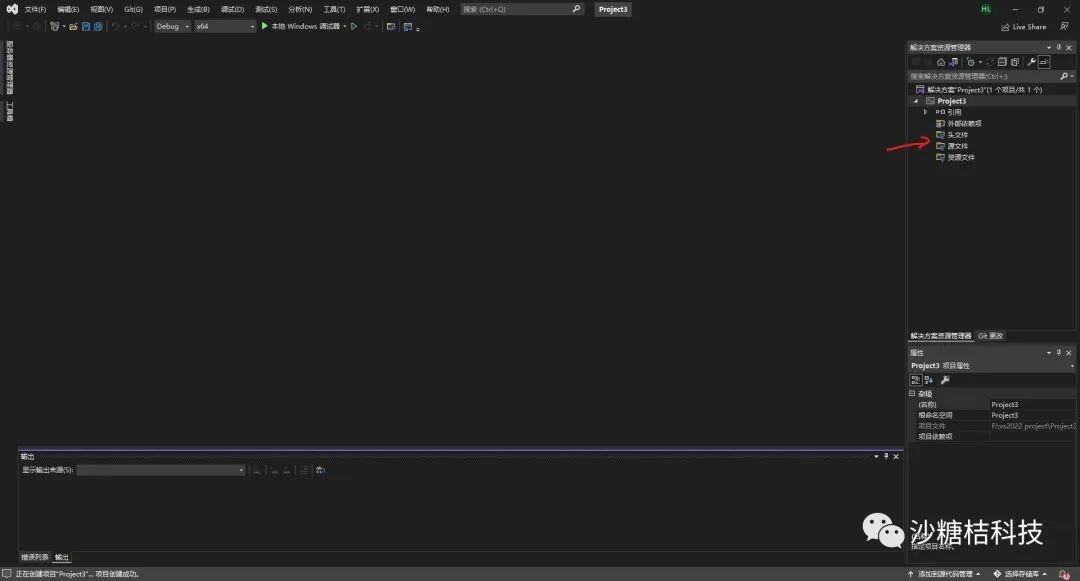 文件(F) 编辑(E) 视图(V) Git(G) 项目(P) 生成(B) 调试(D) 测试(S) 分析(N) 工具(T) 扩展(X) 窗口(W) 帮助(H) 搜索 (Ctrl+Q) Project3 HL
Debug x64 本地 Windows 调试器 Live Share
服务器资源管理器
工具箱
解决方案资源管理器
搜索解决方案资源管理器(Ctrl+;)
解决方案"Project3"(1 个项目/共 1 个)
Project3
引用
外部依赖项
头文件
源文件
资源文件
解决方案资源管理器 Git 更改
属性
Project3 项目属性
杂项
(名称) Project3
根命名空间 Project3
项目文件 F:\vs2022 project\Project3
项目依赖项
输出
显示输出来源(S):
(名称)
指定项目名称。
沙糖桔科技
错误列表 输出
正在创建项目"Project3"... 项目创建成功。 添加到源代码管理 选择存储库